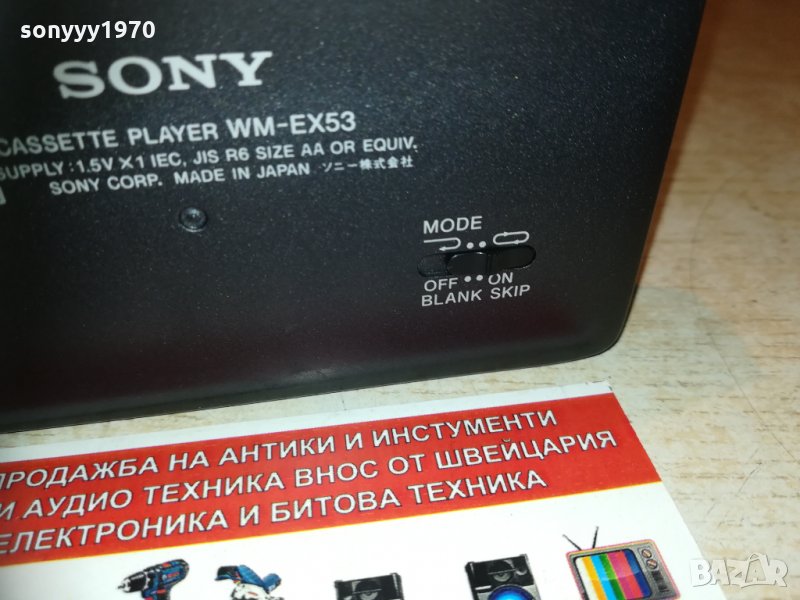 sonyyy1970
SONY
CASSETTE PLAYER WM-EX53
SUPPLY : 1.5V X1 IEC, JIS R6 SIZE AA OR EQUIV.
SONY CORP. MADE IN JAPAN ソニー株式会社
MODE
OFF ON
BLANK SKIP
ПРОДАЖБА НА АНТИКИ И ИНСТУМЕНТИ
И АУДИО ТЕХНИКА ВНОС ОТ ШВЕЙЦАРИЯ
ЕЛЕКТРОНИКА И БИТОВА ТЕХНИКА
BAZAR